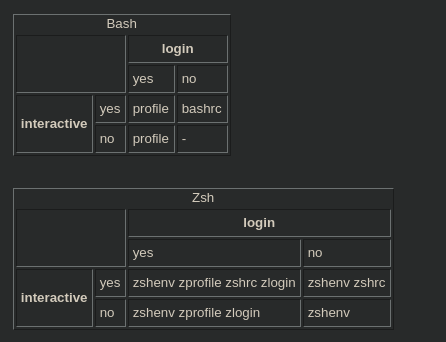 Bash
login
yes no
interactive yes profile bashrc
no profile -
Zsh
login
yes no
interactive yes zshenv zprofile zshrc zlogin zshenv zshrc
no zshenv zprofile zlogin zshenv